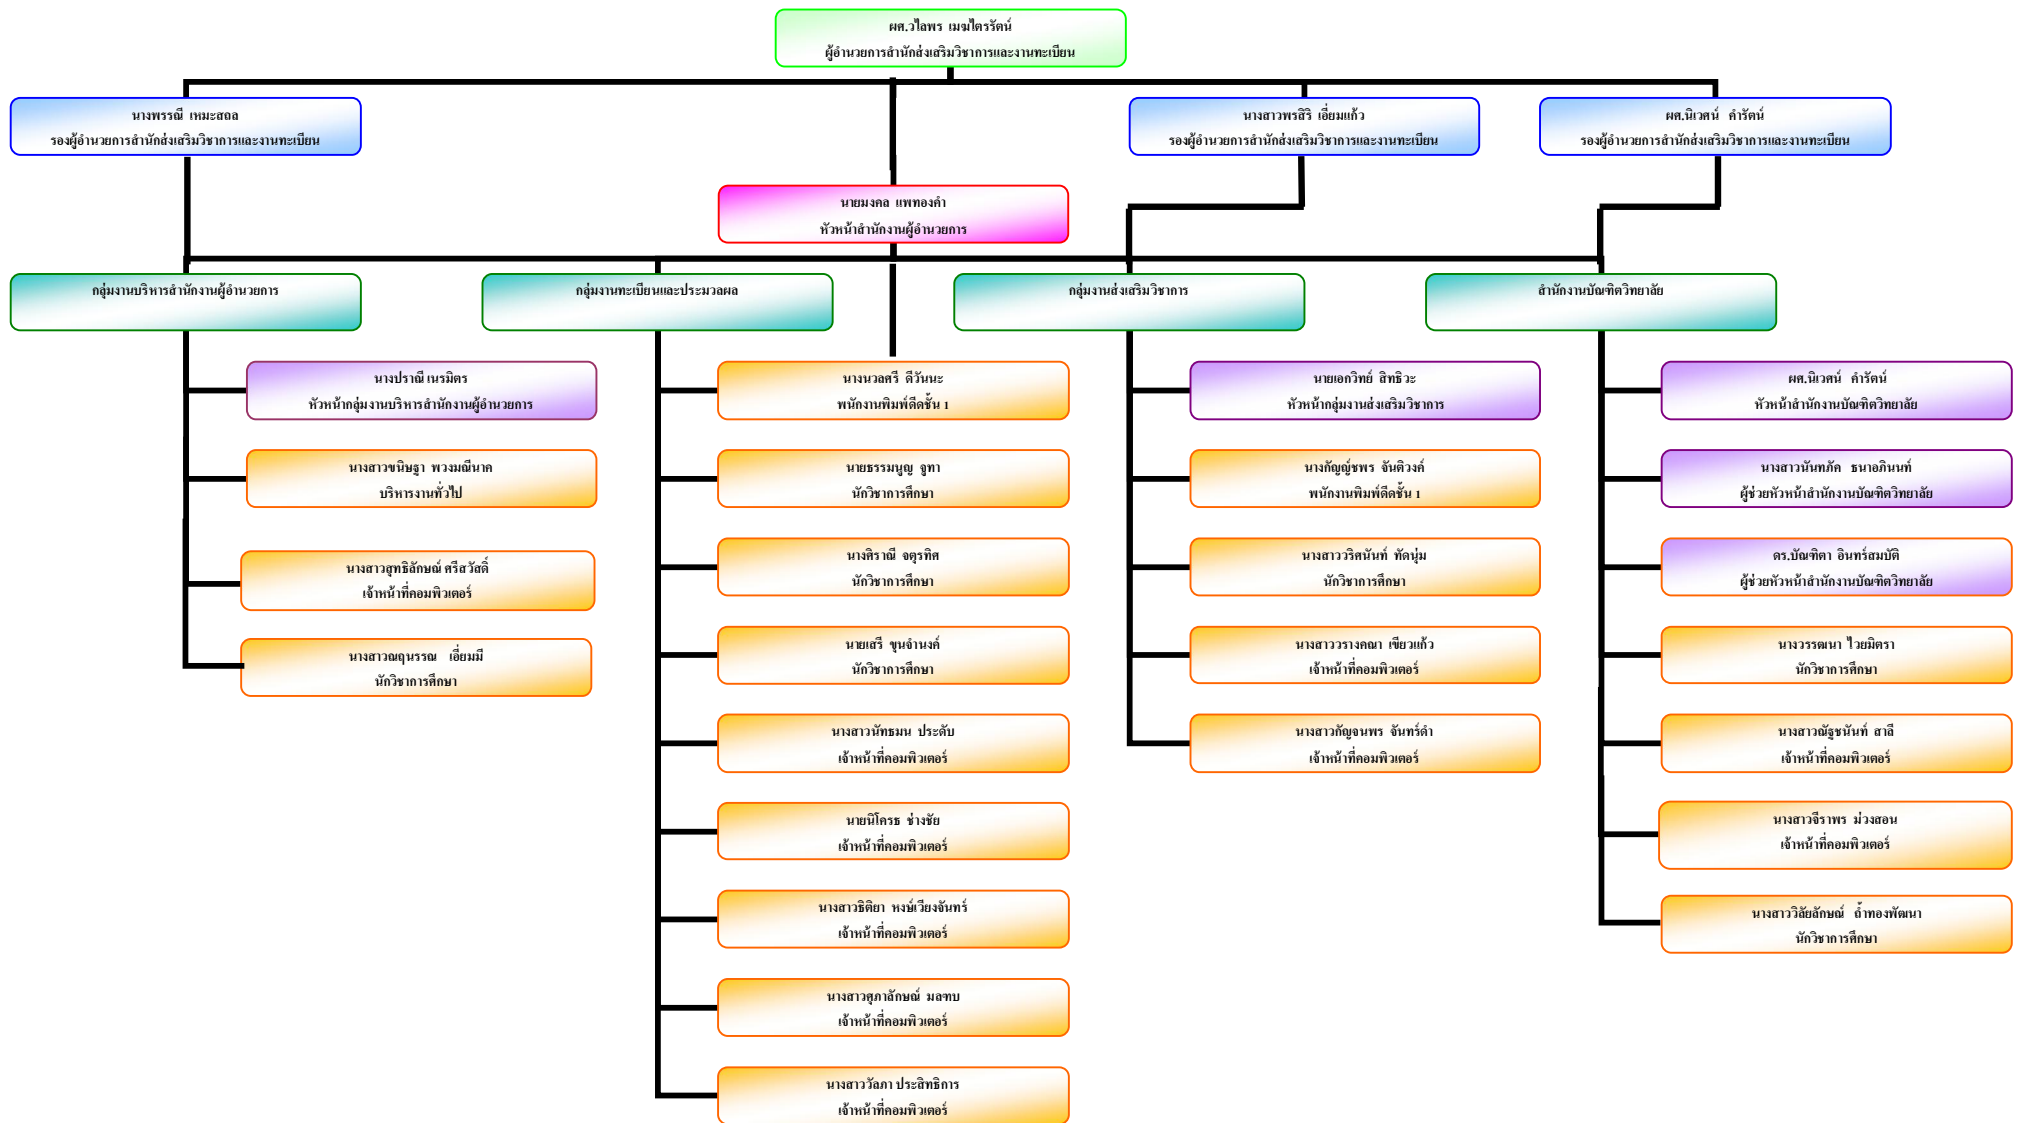 ผศ.วไลพร เมฆไตรรัตน์
ผู้อำนวยการสำนักส่งเสริมวิชาการและงานทะเบียน
นางพรรณี เหมะสถล
รองผู้อำนวยการสำนักส่งเสริมวิชาการและงานทะเบียน
นางสาวพรสิริ เอี่ยมแก้ว
รองผู้อำนวยการสำนักส่งเสริมวิชาการและงานทะเบียน
ผศ.นิเวศน์ คำรัตน์
รองผู้อำนวยการสำนักส่งเสริมวิชาการและงานทะเบียน
นายมงคล แพทองคำ
หัวหน้าสำนักงานผู้อำนวยการ
กลุ่มงานบริหารสำนักงานผู้อำนวยการ
นางปราณี เนรมิตร
หัวหน้ากลุ่มงานบริหารสำนักงานผู้อำนวยการ
นางสาวขนิษฐา พวงมณีนาค
บริหารงานทั่วไป
นางสาวสุทธิลักษณ์ ศรีสวัสดิ์
เจ้าหน้าที่คอมพิวเตอร์
นางสาวณฤนรรณ เอี่ยมมี
นักวิชาการศึกษา
กลุ่มงานทะเบียนและประมวลผล
นางนวลศรี ดีวันนะ
พนักงานพิมพ์ดีดชั้น 1
นายธรรมนูญ จูทา
นักวิชาการศึกษา
นางศิราณี จตุรทิศ
นักวิชาการศึกษา
นายเสรี ขุนจำนงค์
นักวิชาการศึกษา
นางสาวนัทธมน ประดับ
เจ้าหน้าที่คอมพิวเตอร์
นายนิโครธ ช่างชัย
เจ้าหน้าที่คอมพิวเตอร์
นางสาวธิติยา หงษ์เวียงจันทร์
เจ้าหน้าที่คอมพิวเตอร์
นางสาวศุภาลักษณ์ มลฑบ
เจ้าหน้าที่คอมพิวเตอร์
นางสาววัลภา ประสิทธิการ
เจ้าหน้าที่คอมพิวเตอร์
กลุ่มงานส่งเสริมวิชาการ
นายเอกวิทย์ สิทธิวะ
หัวหน้ากลุ่มงานส่งเสริมวิชาการ
นางกัญญ์ชพร จันติวงค์
พนักงานพิมพ์ดีดชั้น 1
นางสาววริศนันท์ ทัดนุ่ม
นักวิชาการศึกษา
นางสาววรางคณา เขียวแก้ว
เจ้าหน้าที่คอมพิวเตอร์
นางสาวกัญจนพร จันทร์ดำ
เจ้าหน้าที่คอมพิวเตอร์
สำนักงานบัณฑิตวิทยาลัย
ผศ.นิเวศน์ คำรัตน์
หัวหน้าสำนักงานบัณฑิตวิทยาลัย
นางสาวนันทภัค ธนาอภินนท์
ผู้ช่วยหัวหน้าสำนักงานบัณฑิตวิทยาลัย
ดร.บัณฑิตา อินทร์สมบัติ
ผู้ช่วยหัวหน้าสำนักงานบัณฑิตวิทยาลัย
นางวรรฒนา ไวยมิตรา
นักวิชาการศึกษา
นางสาวณัฐชนันท์ สาลี
เจ้าหน้าที่คอมพิวเตอร์
นางสาวจีราพร ม่วงสอน
เจ้าหน้าที่คอมพิวเตอร์
นางสาววิลัยลักษณ์ ถ้ำทองพัฒนา
นักวิชาการศึกษา